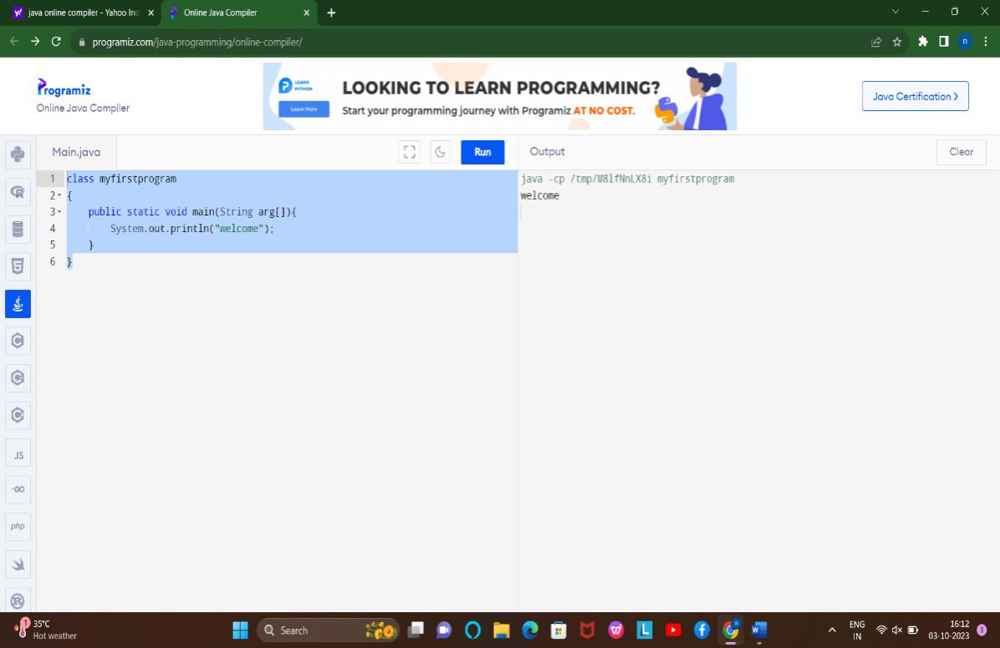 java online compiler - Yahoo Ind
Online Java Compiler
programiz.com/java-programming/online-compiler/
n
Programiz
Online Java Compiler
LEARN
PYTHON
Learn More
LOOKING TO LEARN PROGRAMMING?
Start your programming journey with Programiz AT NO COST.
Java Certification >
Main.java
Run
Output
Clear
1 class myfirstprogram
2 {
3 public static void main(String arg[]){
4 System.out.println("welcome");
5 }
6 }
java -cp /tmp/M8lfNnLX8i myfirstprogram
welcome
JS
GO
php
1
35°C
Hot weather
Search
ENG
IN
16:12
03-10-2023
3